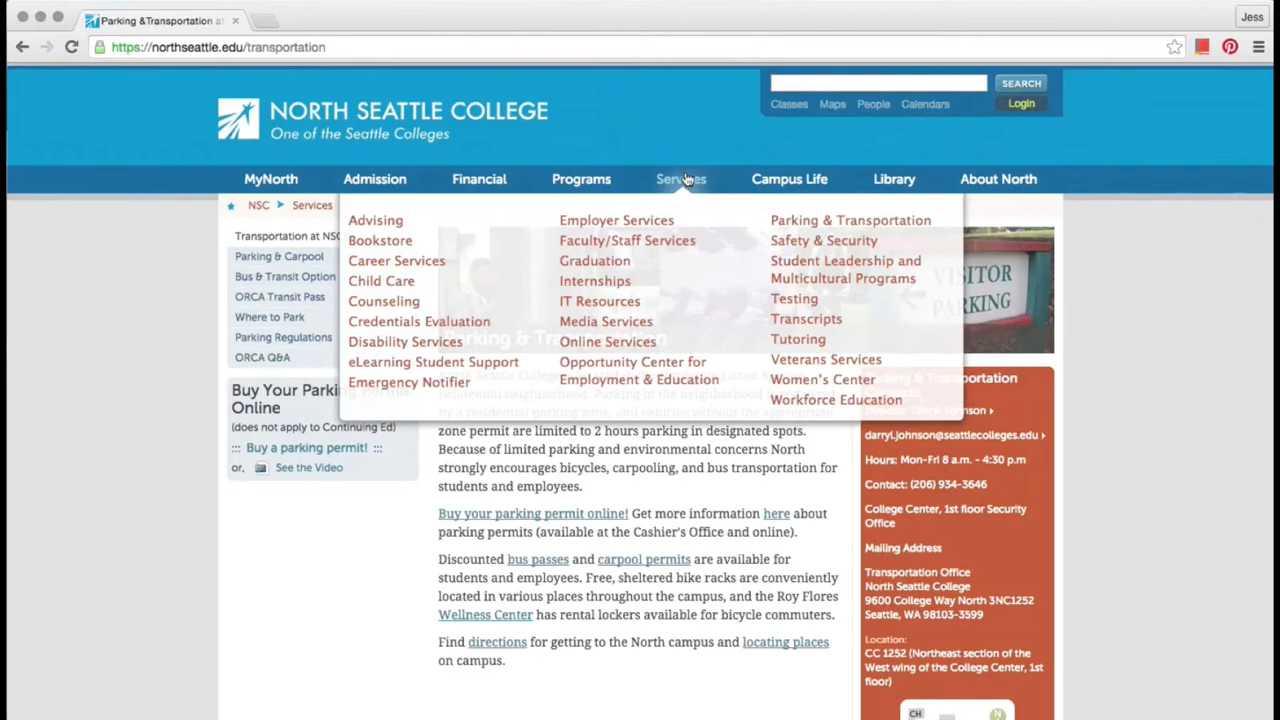 Parking &Transportation at
Jess
https://northseattle.edu/transportation
NORTH SEATTLE COLLEGE
One of the Seattle Colleges
SEARCH
Classes Maps People Calendars
Login
MyNorth Admission Financial Programs Services Campus Life Library About North
NSC Services
Transportation at NSC
Parking & Carpool
Bus & Transit Option
ORCA Transit Pass
Where to Park
Parking Regulations
ORCA Q&A
Buy Your Parking Permit
Online
(does not apply to Continuing Ed)
::: Buy a parking permit! :::
or, See the Video
Advising
Bookstore
Career Services
Child Care
Counseling
Credentials Evaluation
Disability Services
eLearning Student Support
Emergency Notifier
Employer Services
Faculty/Staff Services
Graduation
Internships
IT Resources
Media Services
Online Services
Opportunity Center for
Employment & Education
Parking & Transportation
Safety & Security
Student Leadership and
Multicultural Programs
Testing
Transcripts
Tutoring
Veterans Services
Women's Center
Workforce Education
VISITOR
PARKING
Parking & Transportation
zone permit are limited to 2 hours parking in designated spots.
Because of limited parking and environmental concerns North
strongly encourages bicycles, carpooling, and bus transportation for
students and employees.
Buy your parking permit online! Get more information here about
parking permits (available at the Cashier's Office and online).
Discounted bus passes and carpool permits are available for
students and employees. Free, sheltered bike racks are conveniently
located in various places throughout the campus, and the Roy Flores
Wellness Center has rental lockers available for bicycle commuters.
Find directions for getting to the North campus and locating places
on campus.
Parking & Transportation
Johnson
darryl.johnson@seattlecolleges.edu
Hours: Mon-Fri 8 a.m. - 4:30 p.m
Contact: (206) 934-3646
College Center, 1st floor Security
Office
Mailing Address
Transportation Office
North Seattle College
9600 College Way North 3NC1252
Seattle, WA 98103-3599
Location:
CC 1252 (Northeast section of the
West wing of the College Center, 1st
floor)
CH N